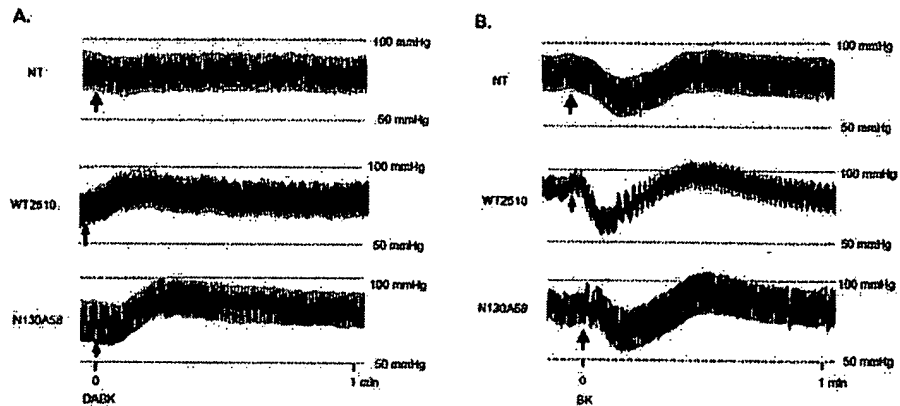 A.
100 mmHg
NT
50 mmHg
100 mmHg
WT2510
50 mmHg
100 mmHg
N130A58
50 mmHg
0
1 min
DABK
B.
100 mmHg
NT
50 mmHg
100 mmHg
WT2510
50 mmHg
100 mmHg
N130A58
50 mmHg
0
1 min
BK